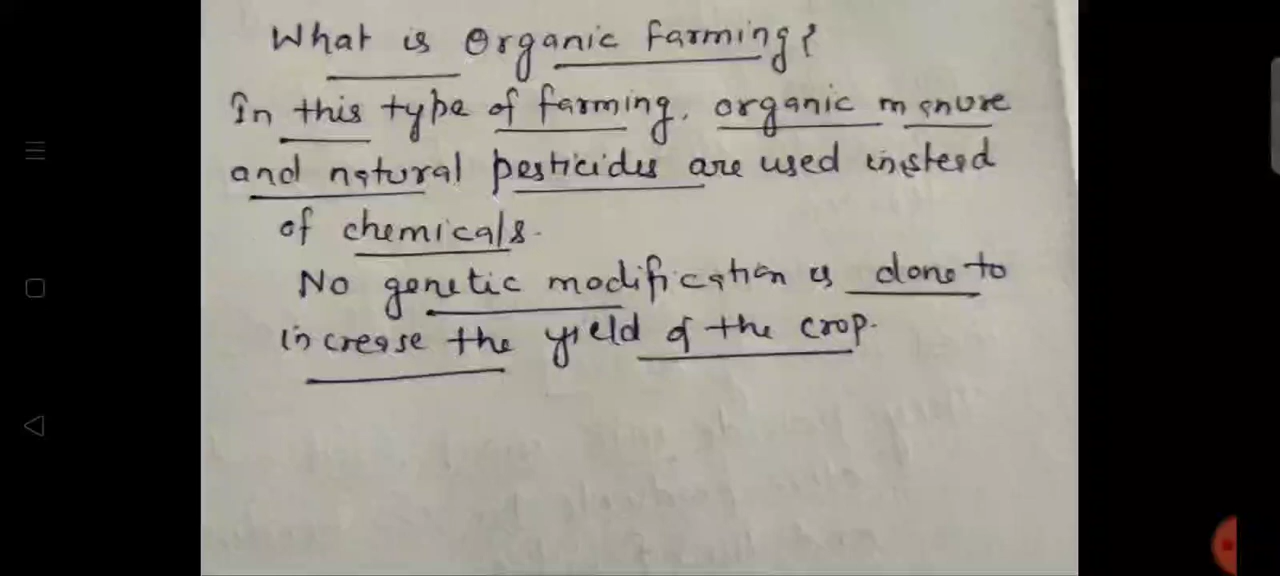 What is Organic farming?
In this type of farming, organic manure
and natural pesticides are used instead
of chemicals.
No genetic modification is done to
increase the yield of the crop.